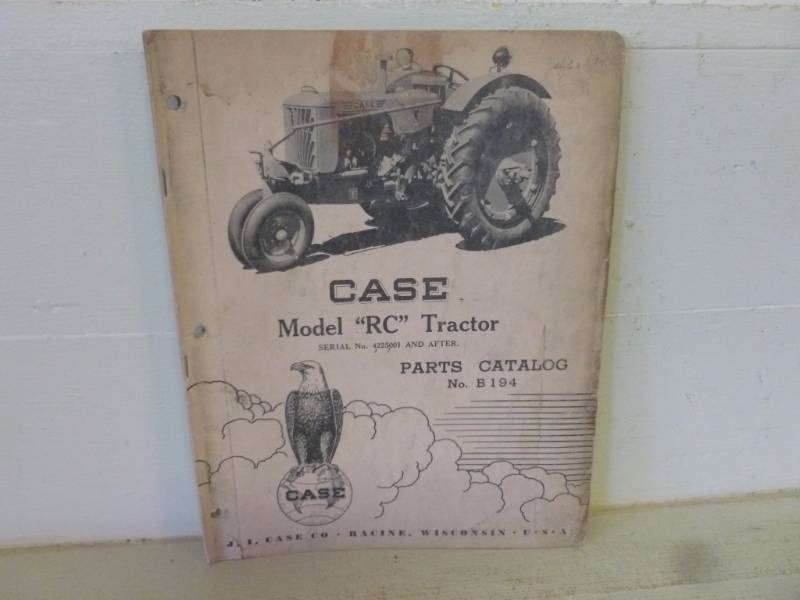 CASE
CASE
Model "RC" Tractor
SERIAL No. 4225001 AND AFTER.
PARTS CATALOG
No. B194
CASE
J. I. CASE CO · RACINE, WISCONSIN · U·S·A